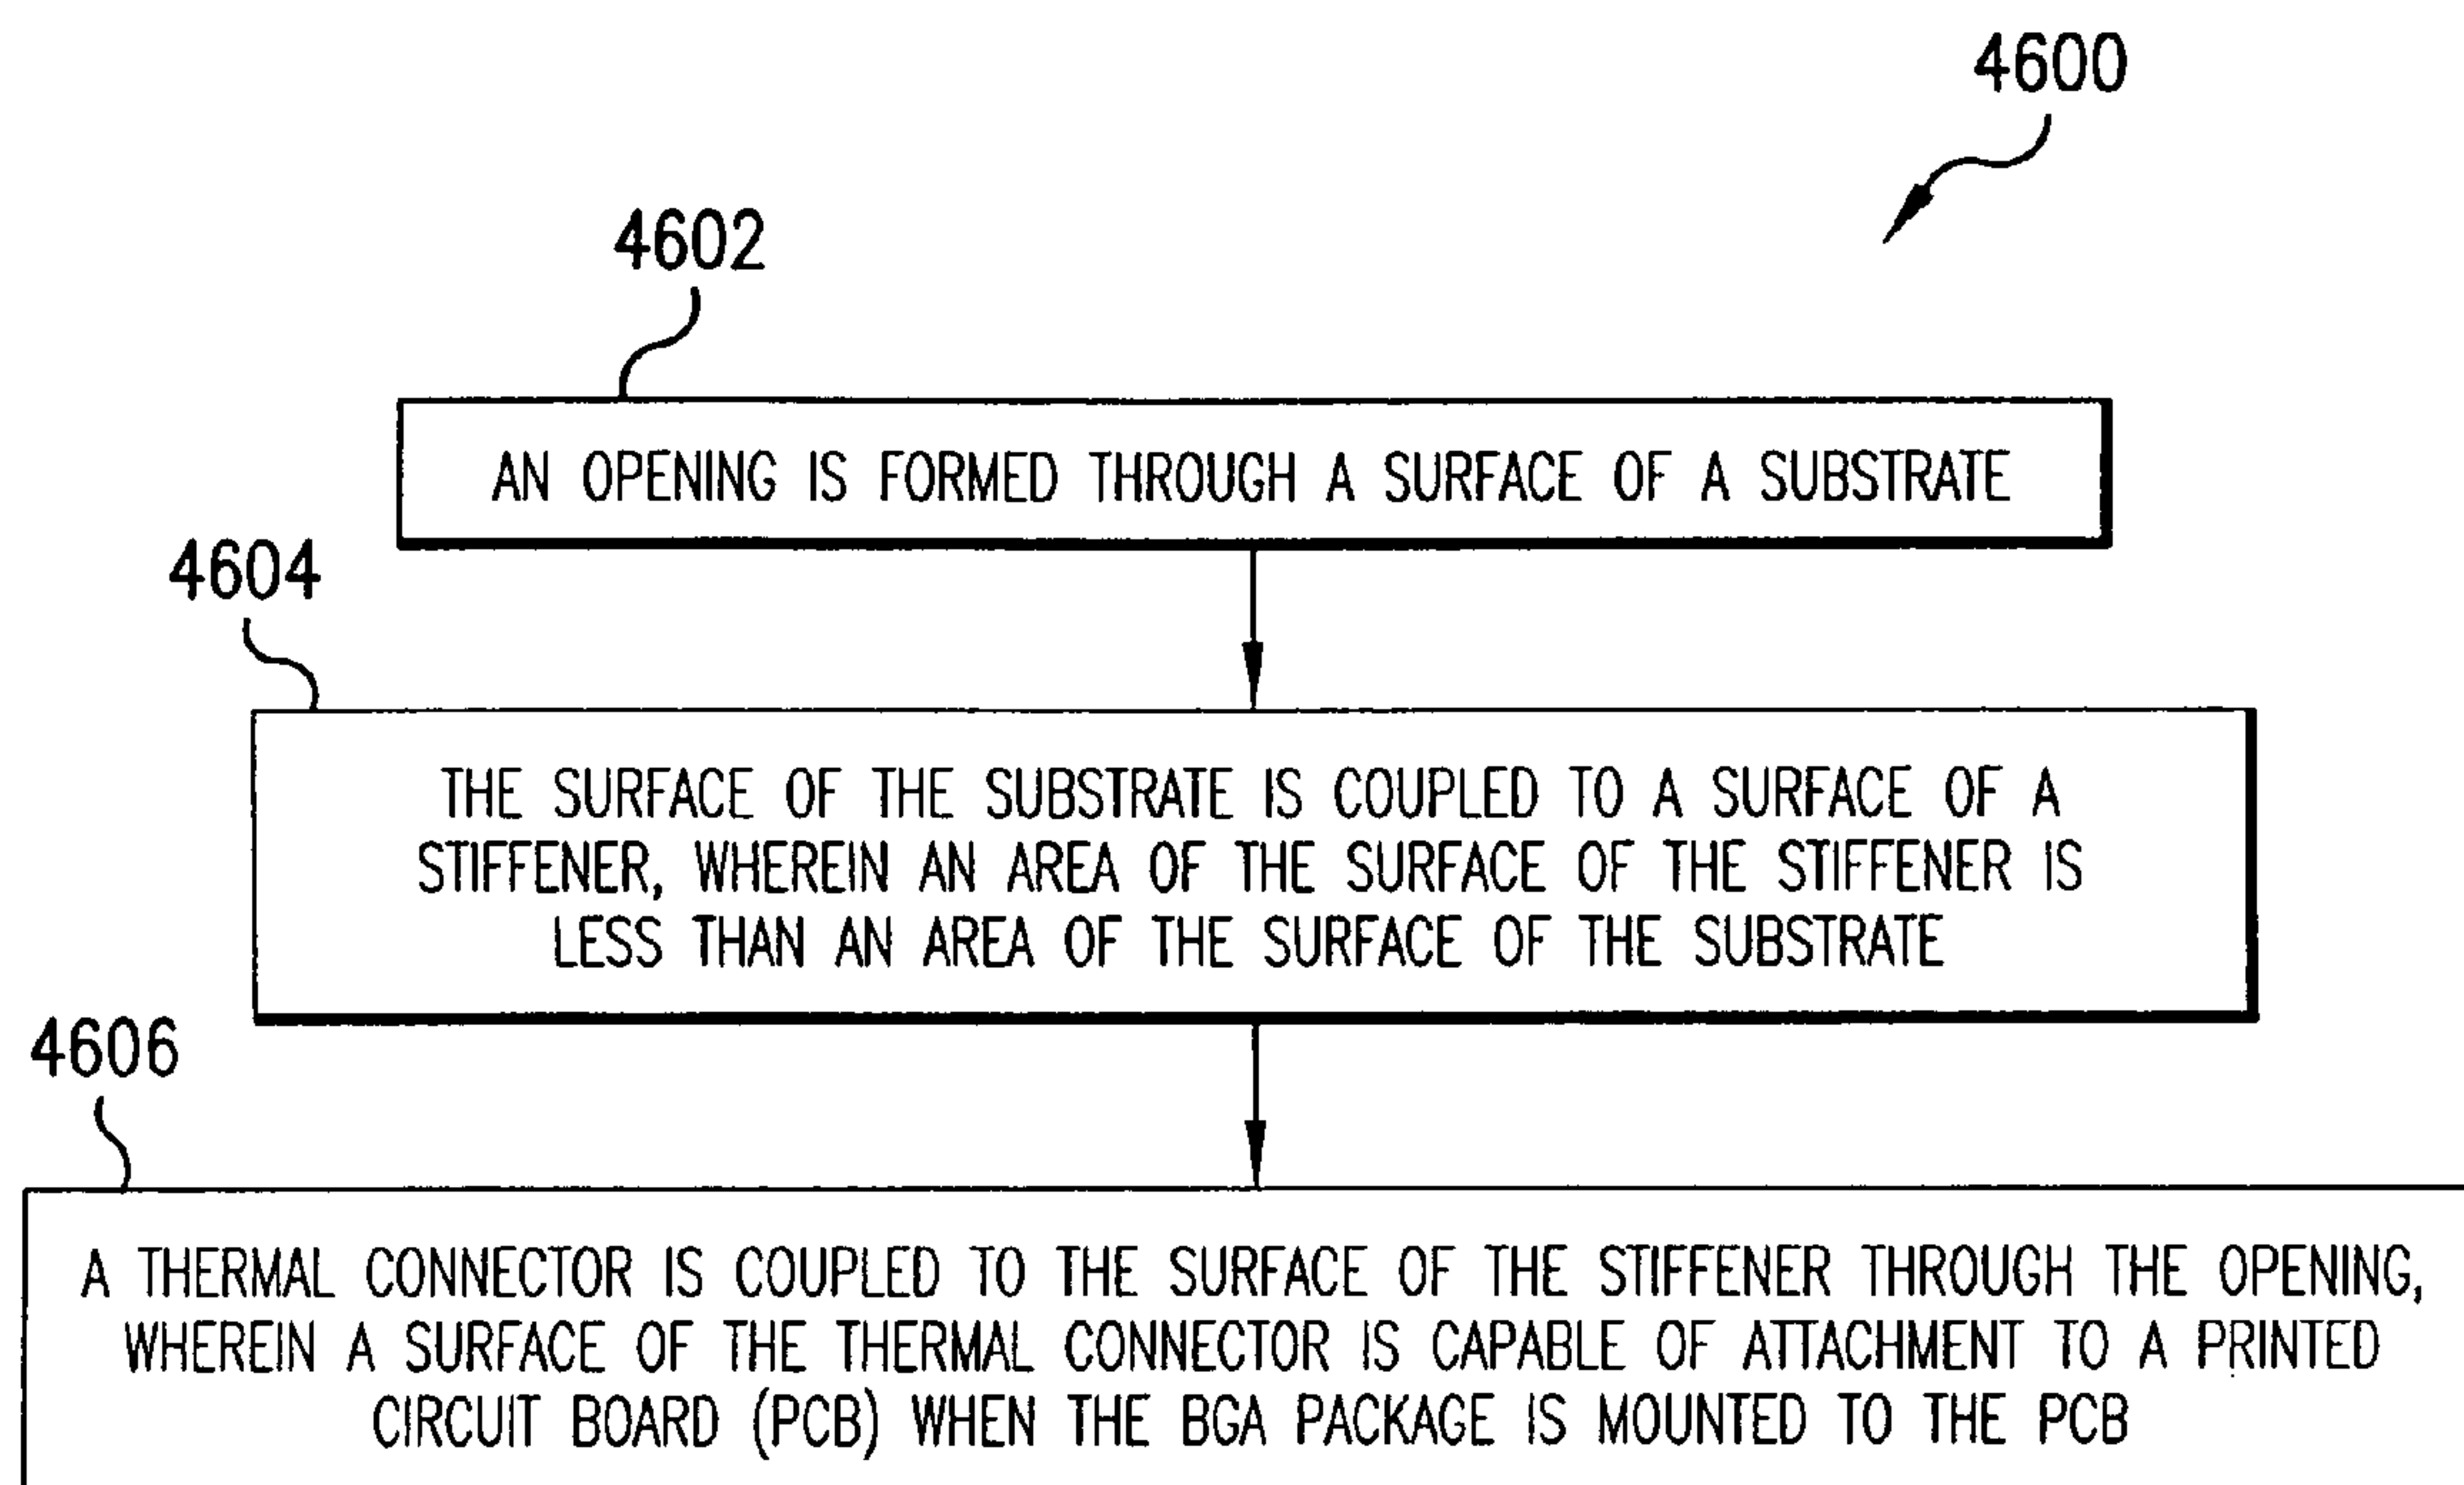 4600
4602
AN OPENING IS FORMED THROUGH A SURFACE OF A SUBSTRATE
4604
THE SURFACE OF THE SUBSTRATE IS COUPLED TO A SURFACE OF A
STIFFENER, WHEREIN AN AREA OF THE SURFACE OF THE STIFFENER IS
LESS THAN AN AREA OF THE SURFACE OF THE SUBSTRATE
4606
A THERMAL CONNECTOR IS COUPLED TO THE SURFACE OF THE STIFFENER THROUGH THE OPENING,
WHEREIN A SURFACE OF THE THERMAL CONNECTOR IS CAPABLE OF ATTACHMENT TO A PRINTED
CIRCUIT BOARD (PCB) WHEN THE BGA PACKAGE IS MOUNTED TO THE PCB